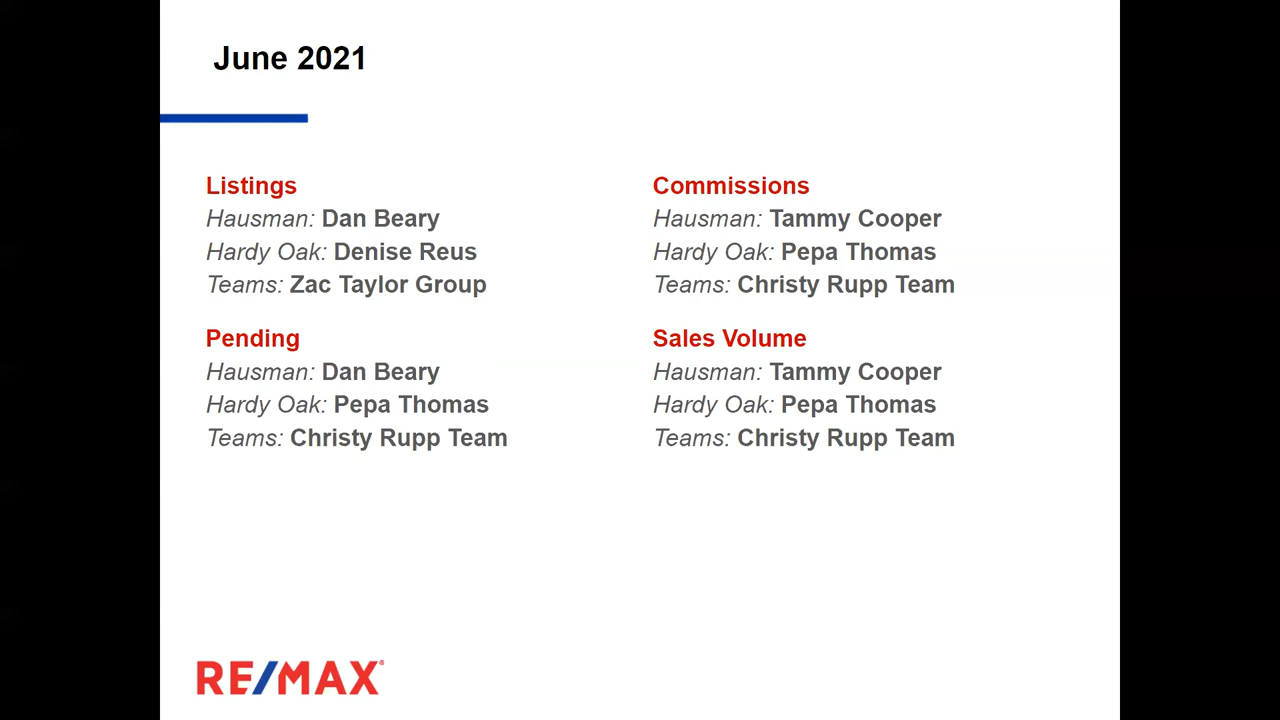 June 2021
Listings
Hausman: Dan Beary
Hardy Oak: Denise Reus
Teams: Zac Taylor Group
Pending
Hausman: Dan Beary
Hardy Oak: Pepa Thomas
Teams: Christy Rupp Team
Commissions
Hausman: Tammy Cooper
Hardy Oak: Pepa Thomas
Teams: Christy Rupp Team
Sales Volume
Hausman: Tammy Cooper
Hardy Oak: Pepa Thomas
Teams: Christy Rupp Team
RE/MAX®